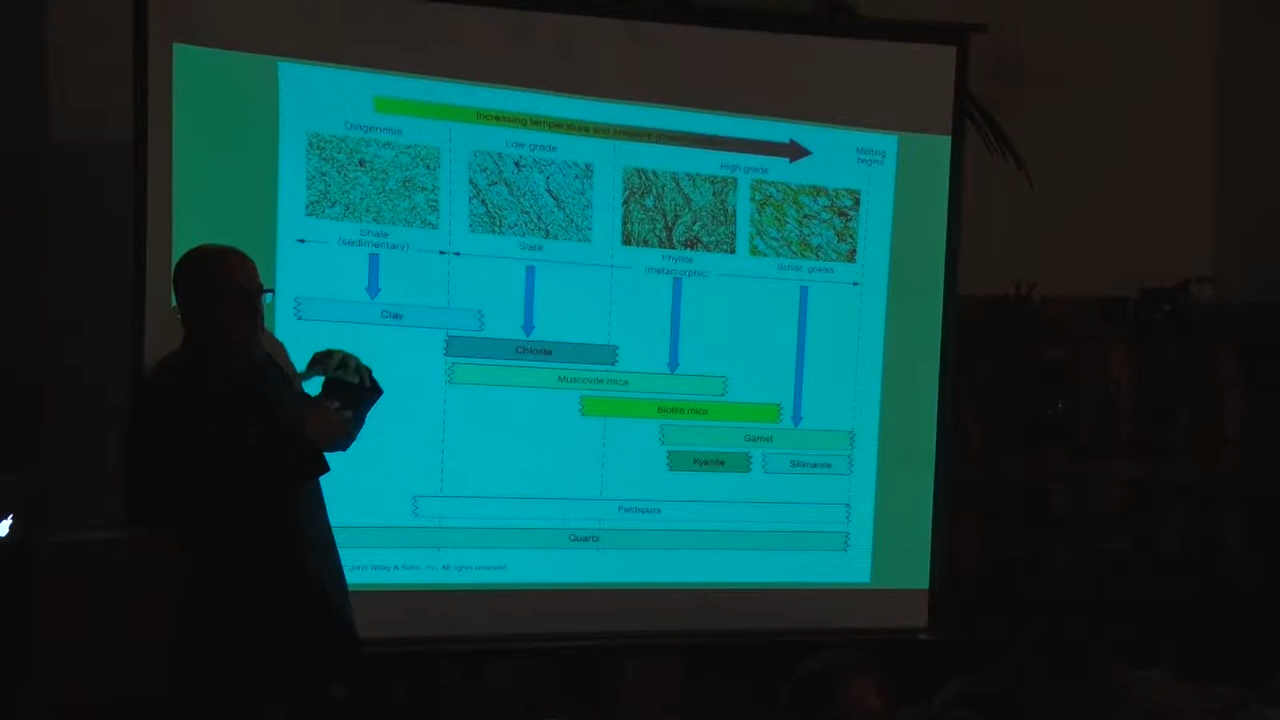 Increasing temperature and pressure
Diagenesis
Low-grade
High-grade
Melting
begins
Shale
(sedimentary)
Slate
Phyllite
(metamorphic)
Schist, gneiss
Clay
Chlorite
Muscovite mica
Biotite mica
Garnet
Kyanite
Sillimanite
Feldspars
Quartz
John Wiley & Sons, Inc. All rights reserved.